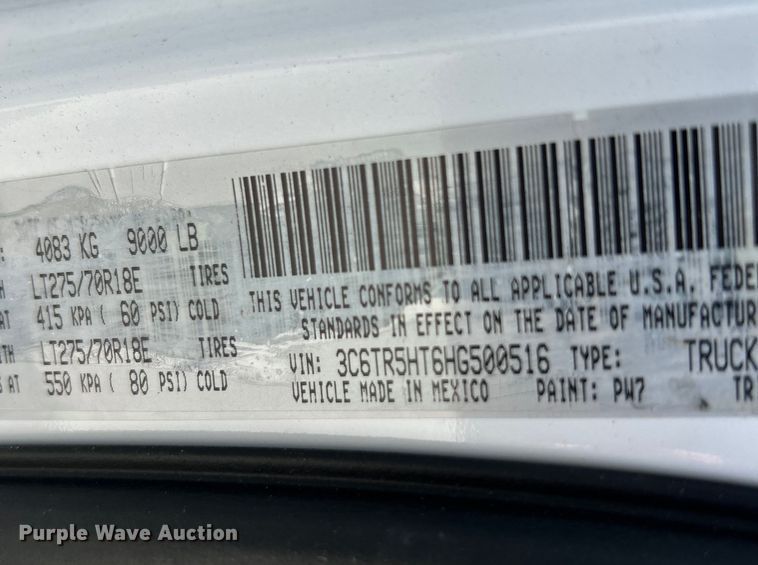 4083 KG 9000 LB
LT275/70R18E TIRES
415 KPA ( 60 PSI) COLD
LT275/70R18E TIRES
AT 550 KPA ( 80 PSI) COLD
THIS VEHICLE CONFORMS TO ALL APPLICABLE U.S.A. FEDE
STANDARDS IN EFFECT ON THE DATE OF MANUFACTUR
VIN: 3C6TR5HT6HG500516 TYPE: TRUCK
VEHICLE MADE IN MEXICO PAINT: PW7 TR
Purple Wave Auction